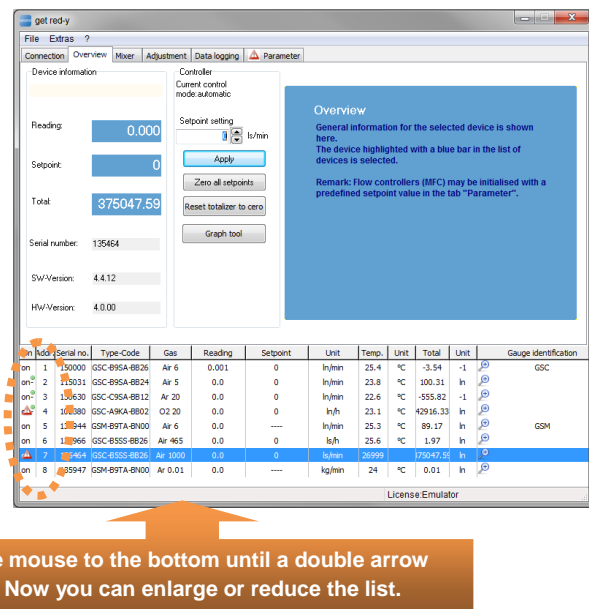 get red-y
File Extras ?
Connection Overview Mixer Adjustment Data logging Parameter
Device information
Reading: 0.000
Setpoint: 0
Total: 375047.59
Serial number: 135464
SW-Version: 4.4.12
HW-Version: 4.0.00
Controller
Current control
mode:automatic
Setpoint setting
0 ls/min
Apply
Zero all setpoints
Reset totalizer to cero
Graph tool
Overview
General information for the selected device is shown
here.
The device highlighted with a blue bar in the list of
devices is selected.
Remark: Flow controllers (MFC) may be initialised with a
predefined setpoint value in the tab "Parameter".
Serial no. Type-Code Gas Reading Setpoint Unit Temp. Unit Total Unit Gauge identification
on 1 150000 GSC-B9SA-BB26 Air 6 0.001 0 ln/min 25.4 °C -3.54 -1 GSC
on 2 GSC-B9SA-BB24 Air 5 0.0 0 ln/min 23.8 °C 100.31 ln
on 3 GSC-C9SA-BB12 Ar 20 0.0 0 ln/min 22.6 °C -555.82 -1
4 GSC-A9KA-BB02 O2 20 0.0 0 ln/h 23.1 °C 42916.33 ln
on 5 GSM-B9TA-BN00 Air 6 0.0 ---- ln/min 25.3 °C 89.17 ln GSM
on 6 GSC-B5SS-BB26 Air 465 0.0 0 ls/h 25.6 °C 1.97 ln
7 GSC-B5SS-BB26 Air 1000 0.0 0 ls/min 26999 °C 375047.59 ln
on 8 GSM-B9TA-BN00 Ar 0.01 0.0 ---- kg/min 24 °C 0.01 ln
License:Emulator
mouse to the bottom until a double arrow
Now you can enlarge or reduce the list.